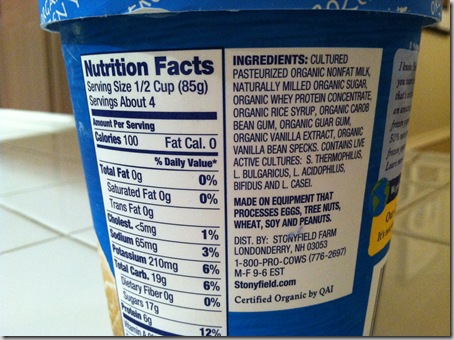 Nutrition Facts
Serving Size 1/2 Cup (85g)
Servings About 4
Amount Per Serving
Calories 100 Fat Cal. 0
% Daily Value*
Total Fat 0g 0%
Saturated Fat 0g 0%
Trans Fat 0g
Cholest. <5mg 1%
Sodium 65mg 3%
Potassium 210mg 6%
Total Carb. 19g 6%
Dietary Fiber 0g 0%
Sugars 17g
Protein 6g 12%
INGREDIENTS: CULTURED
PASTEURIZED ORGANIC NONFAT MILK,
NATURALLY MILLED ORGANIC SUGAR,
ORGANIC WHEY PROTEIN CONCENTRATE,
ORGANIC RICE SYRUP, ORGANIC CAROB
BEAN GUM, ORGANIC GUAR GUM,
ORGANIC VANILLA EXTRACT, ORGANIC
VANILLA BEAN SPECKS. CONTAINS LIVE
ACTIVE CULTURES: S. THERMOPHILUS,
L. BULGARICUS, L. ACIDOPHILUS,
BIFIDUS AND L. CASEI.
MADE ON EQUIPMENT THAT
PROCESSES EGGS, TREE NUTS,
WHEAT, SOY AND PEANUTS.
DIST. BY: STONYFIELD FARM
LONDONDERRY, NH 03053
1-800-PRO-COWS (776-2697)
M-F 9-6 EST
Stonyfield.com
Certified Organic by QAI